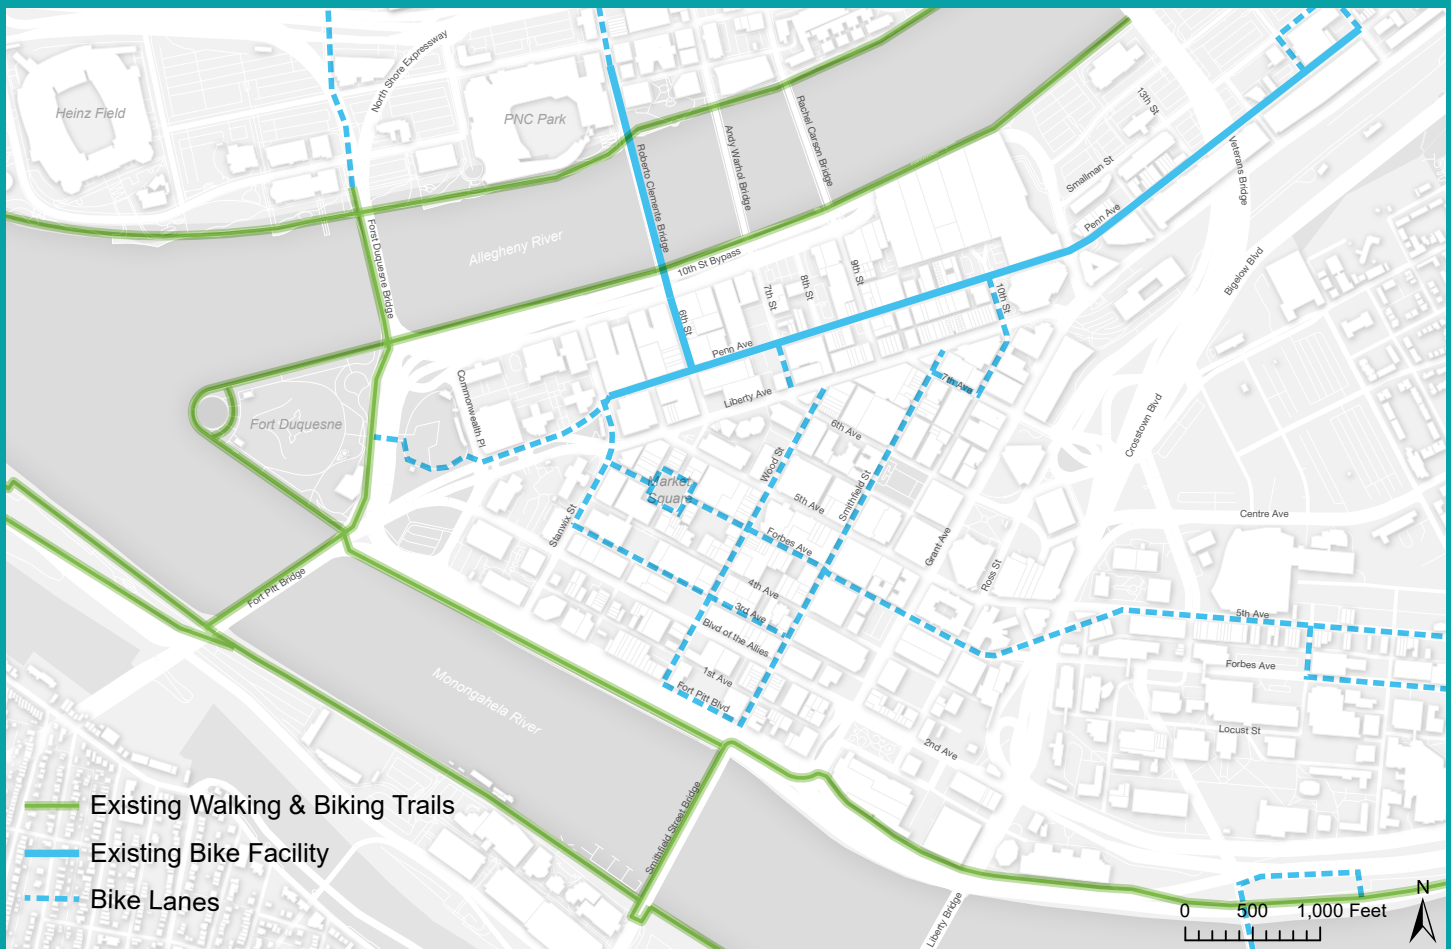 North Shore Expressway
Heinz Field
PNC Park
13th St
Rachel Carson Bridge
Andy Warhol Bridge
Roberto Clemente Bridge
Veterans Bridge
Smallman St
Penn Ave
Forst Duquesne Bridge
Allegheny River
10th St Bypass
Bigelow Blvd
9th St
8th St
7th St
10th St
6th St
Penn Ave
Commonwealth Pl
Liberty Ave
7th Ave
Fort Duquesne
6th Ave
Crosstown Blvd
Wood St
Market
Square
Smithfield St
5th Ave
Stanwix St
Forbes Ave
Grant Ave
Centre Ave
Ross St
Fort Pitt Bridge
4th Ave
3rd Ave
5th Ave
Blvd of the Allies
Forbes Ave
1st Ave
Fort Pitt Blvd
Monongahela River
Locust St
2nd Ave
Smithfield Street Bridge
Liberty Bridge
Existing Walking & Biking Trails
Existing Bike Facility
Bike Lanes
N
0 500 1,000 Feet